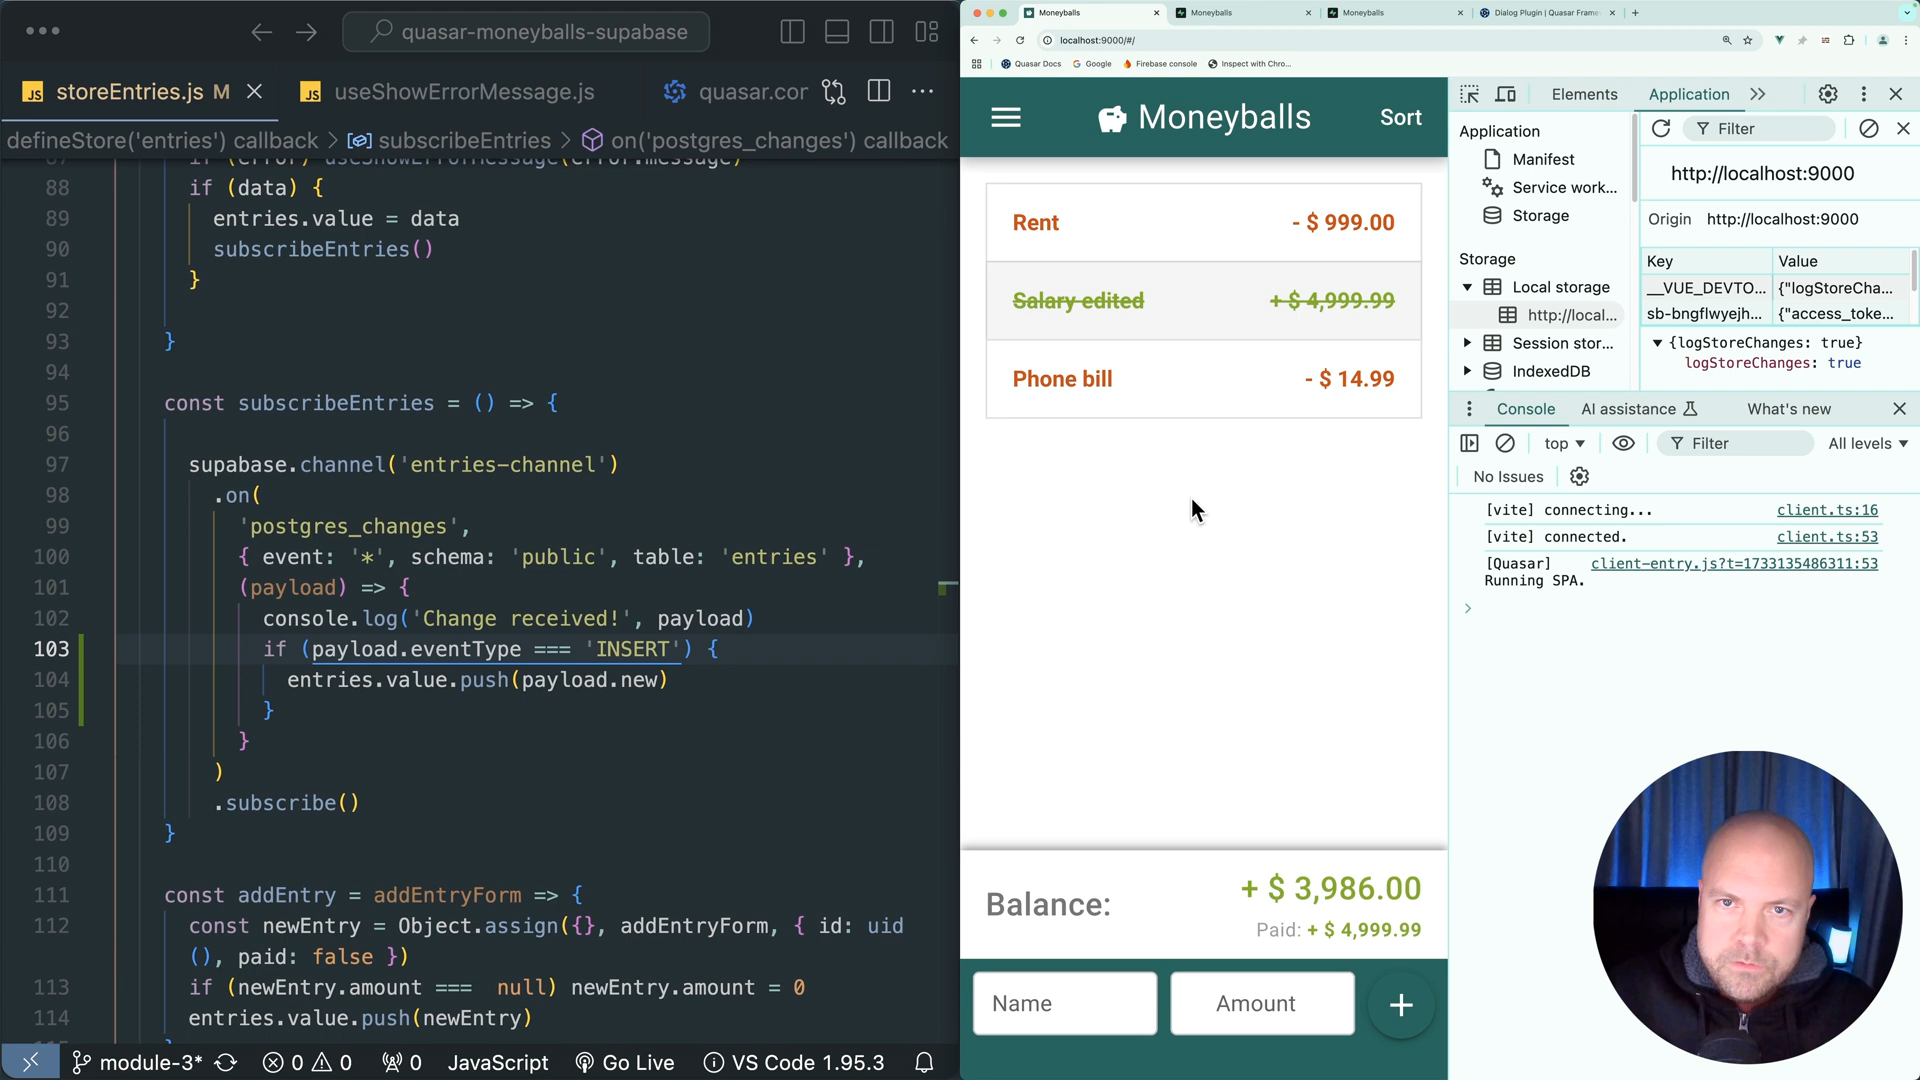 quasar-moneyballs-supabase
storeEntries.js M
useShowErrorMessage.js
quasar.cor
defineStore('entries') callback > subscribeEntries > on('postgres_changes') callback
88 if (data) {
89 entries.value = data
90 subscribeEntries()
91 }
92
93 }
94
95 const subscribeEntries = () => {
96
97 supabase.channel('entries-channel')
98 .on(
99 'postgres_changes',
100 { event: '*', schema: 'public', table: 'entries' },
101 (payload) => {
102 console.log('Change received!', payload)
103 if (payload.eventType === 'INSERT') {
104 entries.value.push(payload.new)
105 }
106 }
107 )
108 .subscribe()
109 }
110
111 const addEntry = addEntryForm => {
112 const newEntry = Object.assign({}, addEntryForm, { id: uid
(), paid: false })
113 if (newEntry.amount === null) newEntry.amount = 0
114 entries.value.push(newEntry)
module-3* 0 0 0 JavaScript Go Live VS Code 1.95.3
Moneyballs
Moneyballs
Moneyballs
Dialog Plugin | Quasar Frame
localhost:9000/#/
Quasar Docs
Google
Firebase console
Inspect with Chro...
Moneyballs
Sort
Rent - $ 999.00
Salary edited + $ 4,999.99
Phone bill - $ 14.99
Balance: + $ 3,986.00
Paid: + $ 4,999.99
Name
Amount
+
Elements
Application
Application
Manifest
Service work...
Storage
Storage
Local storage
http://local...
Session stor...
IndexedDB
Filter
http://localhost:9000
Origin http://localhost:9000
Key Value
__VUE_DEVTO... {"logStoreCha...
sb-bngflwyejh... {"access_toke...
{logStoreChanges: true}
logStoreChanges: true
Console
AI assistance
What's new
top
Filter
All levels
No Issues
[vite] connecting... client.ts:16
[vite] connected. client.ts:53
[Quasar] client-entry.js?t=1733135486311:53
Running SPA.